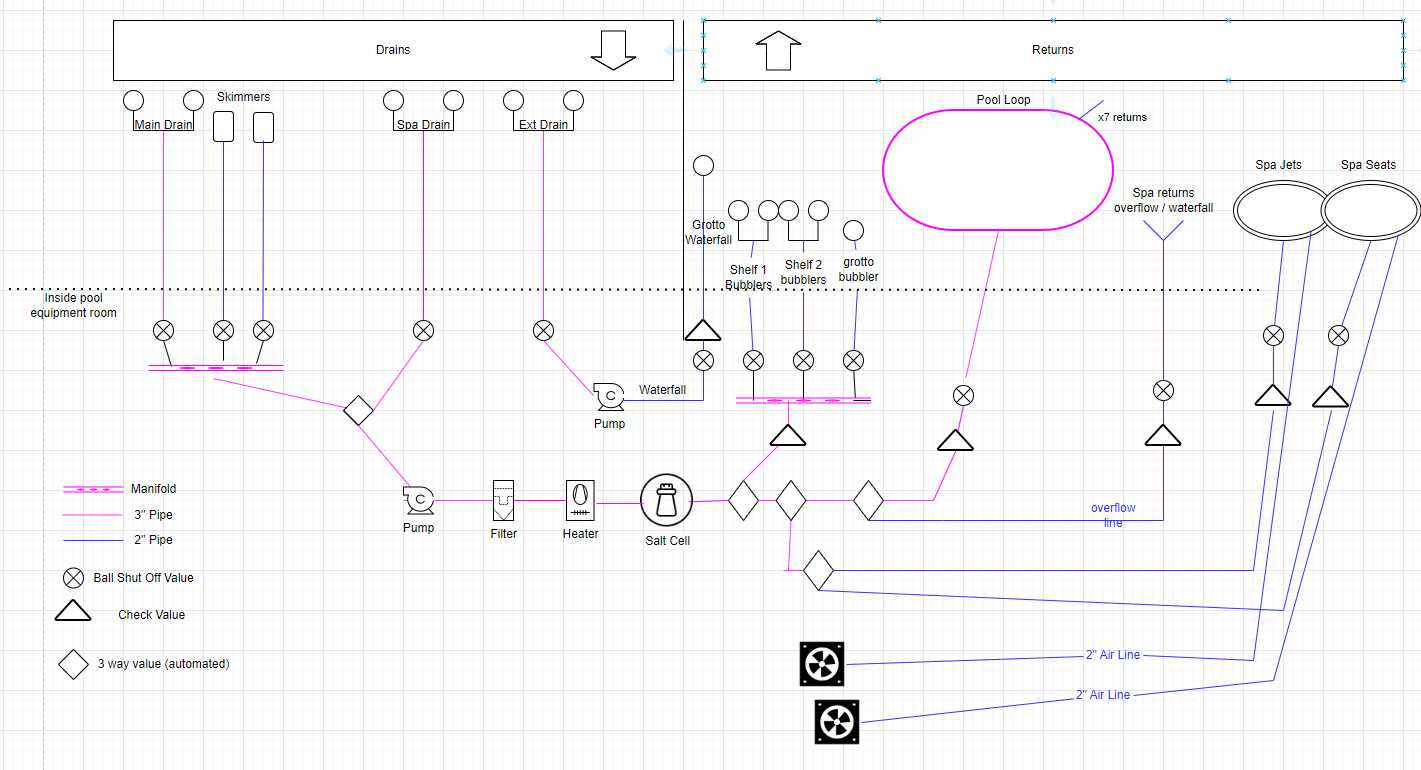 Drains
Returns
Skimmers
Main Drain
Spa Drain
Ext Drain
Pool Loop
x7 returns
Spa Jets
Spa Seats
Spa returns
overflow / waterfall
Grotto
Waterfall
Shelf 1
Bubblers
Shelf 2
bubblers
grotto
bubbler
Inside pool
equipment room
C
Pump
Waterfall
Manifold
3" Pipe
2" Pipe
Ball Shut Off Value
Check Value
3 way value (automated)
C
Pump
Filter
Heater
Salt Cell
overflow
line
2" Air Line
2" Air Line